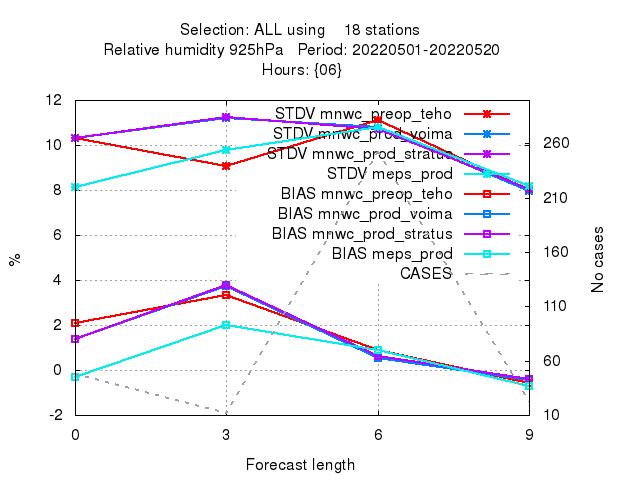 Selection: ALL using 18 stations
Relative humidity 925hPa Period: 20220501-20220520
Hours: {06}
STDV mnwc_preop_teho
STDV mnwc_prod_voima
STDV mnwc_prod_stratus
STDV meps_prod
BIAS mnwc_preop_teho
BIAS mnwc_prod_voima
BIAS mnwc_prod_stratus
BIAS meps_prod
CASES
12
10
8
6
4
2
0
-2
%
0
3
6
9
Forecast length
260
210
160
110
60
10
No cases